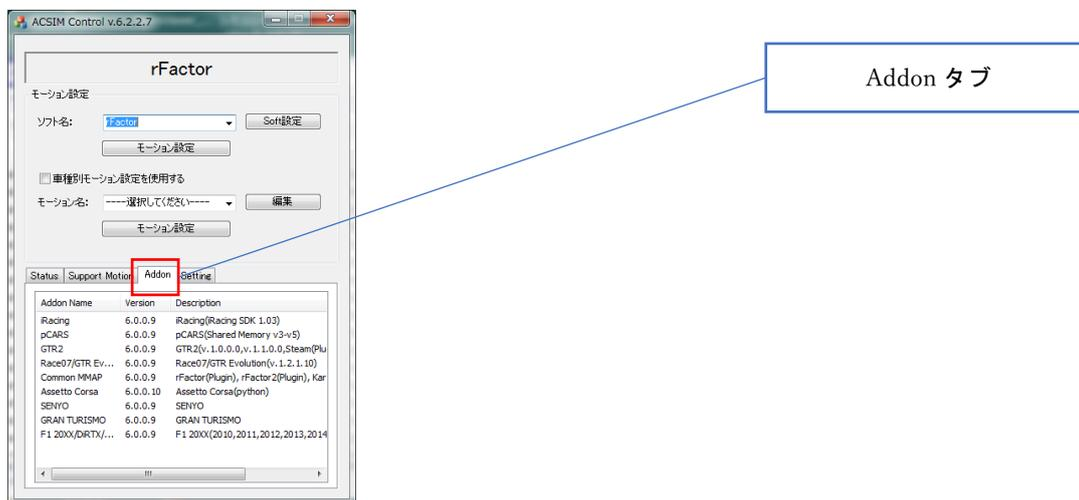 ACSIM Control v.6.2.2.7
rFactor
モーション設定
ソフト名: rFactor Soft設定
モーション設定
車種別モーション設定を使用する
モーション名: ----選択してください---- 編集
モーション設定
Status Support Motion Addon Setting
Addon Name Version Description
iRacing 6.0.0.9 iRacing(iRacing SDK 1.03)
pCARS 6.0.0.9 pCARS(Shared Memory v3-v5)
GTR2 6.0.0.9 GTR2(v.1.0.0.0,v.1.1.0.0,Steam(Plu
Race07/GTR Ev... 6.0.0.9 Race07/GTR Evolution(v.1.2.1.10)
Common MMAP 6.0.0.9 rFactor(Plugin), rFactor2(Plugin), Kar
Assetto Corsa 6.0.0.10 Assetto Corsa(python)
SENYO 6.0.0.9 SENYO
GRAN TURISMO 6.0.0.9 GRAN TURISMO
F1 20XX/DiRTX/... 6.0.0.9 F1 20XX(2010,2011,2012,2013,2014
Addon タブ